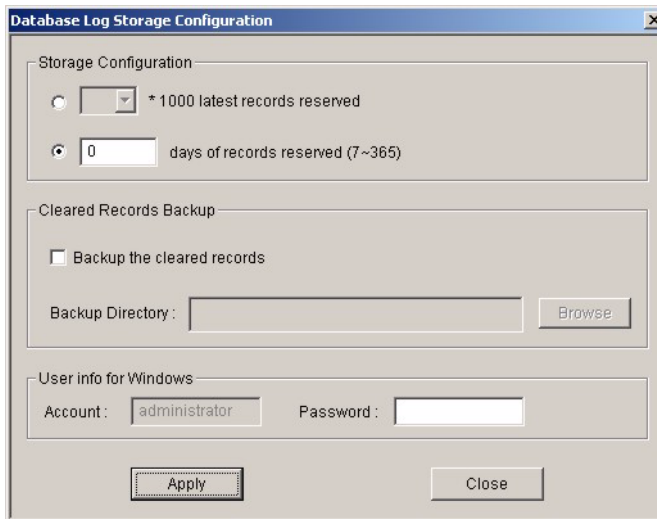 Database Log Storage Configuration
Storage Configuration
* 1000 latest records reserved
0 days of records reserved (7~365)
Cleared Records Backup
Backup the cleared records
Backup Directory : Browse
User info for Windows
Account : administrator Password :
Apply Close